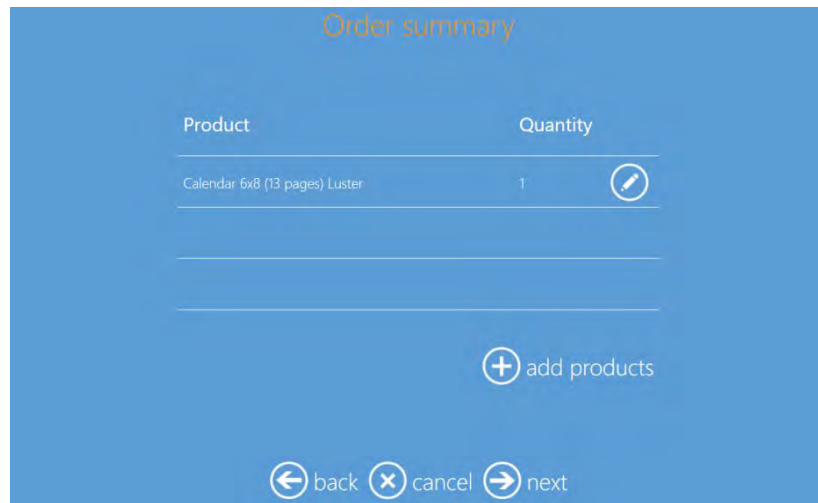 Order summary
Product Quantity
Calendar 6x8 (13 pages) Luster 1
add products
back cancel next